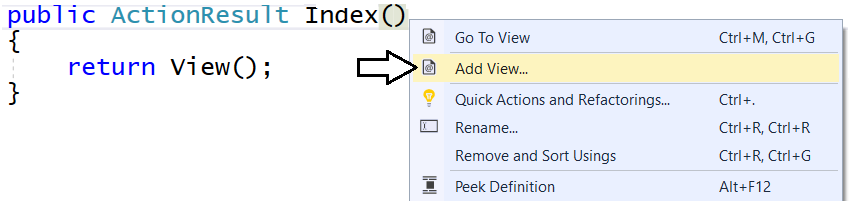 public ActionResult Index()
{
    return View();
}
Go To View Ctrl+M, Ctrl+G
Add View...
Quick Actions and Refactorings... Ctrl+.
Rename... Ctrl+R, Ctrl+R
Remove and Sort Usings Ctrl+R, Ctrl+G
Peek Definition Alt+F12